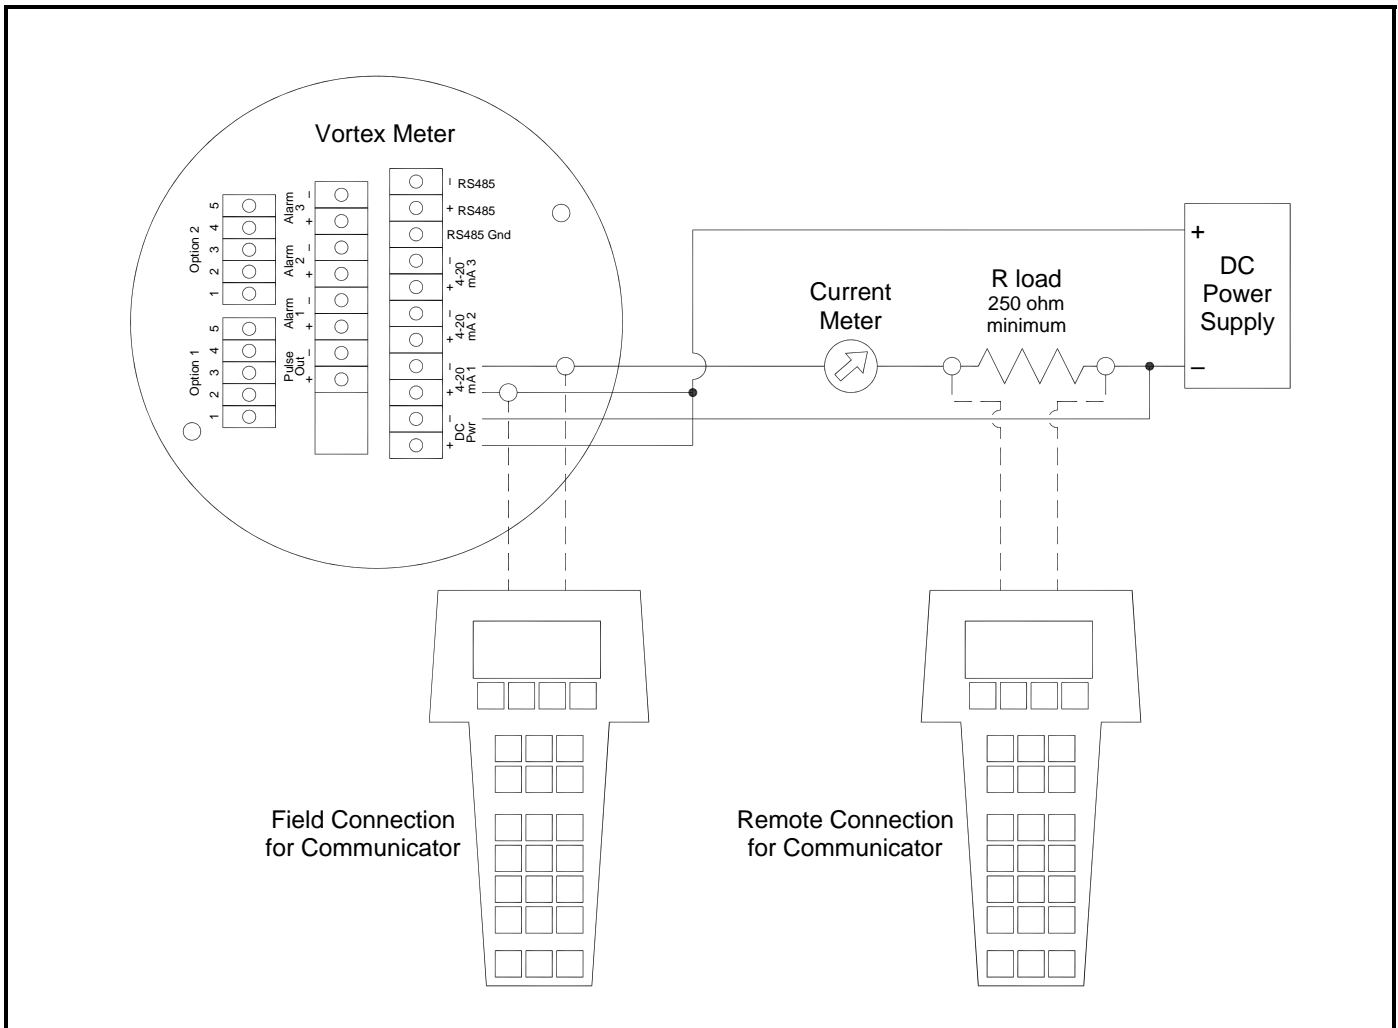 Vortex Meter
5
4
3
2
1
Option 2
5
4
3
2
1
Option 1
Alarm
3
−
+
Alarm
2
−
+
Alarm
1
−
+
Pulse
Out
−
+
− RS485
+ RS485
RS485 Gnd
−
+
4-20
mA 3
−
+
4-20
mA 2
−
+
4-20
mA 1
−
+
DC
Pwr
Current
Meter
R load
250 ohm
minimum
+
DC
Power
Supply
−
Field Connection
for Communicator
Remote Connection
for Communicator